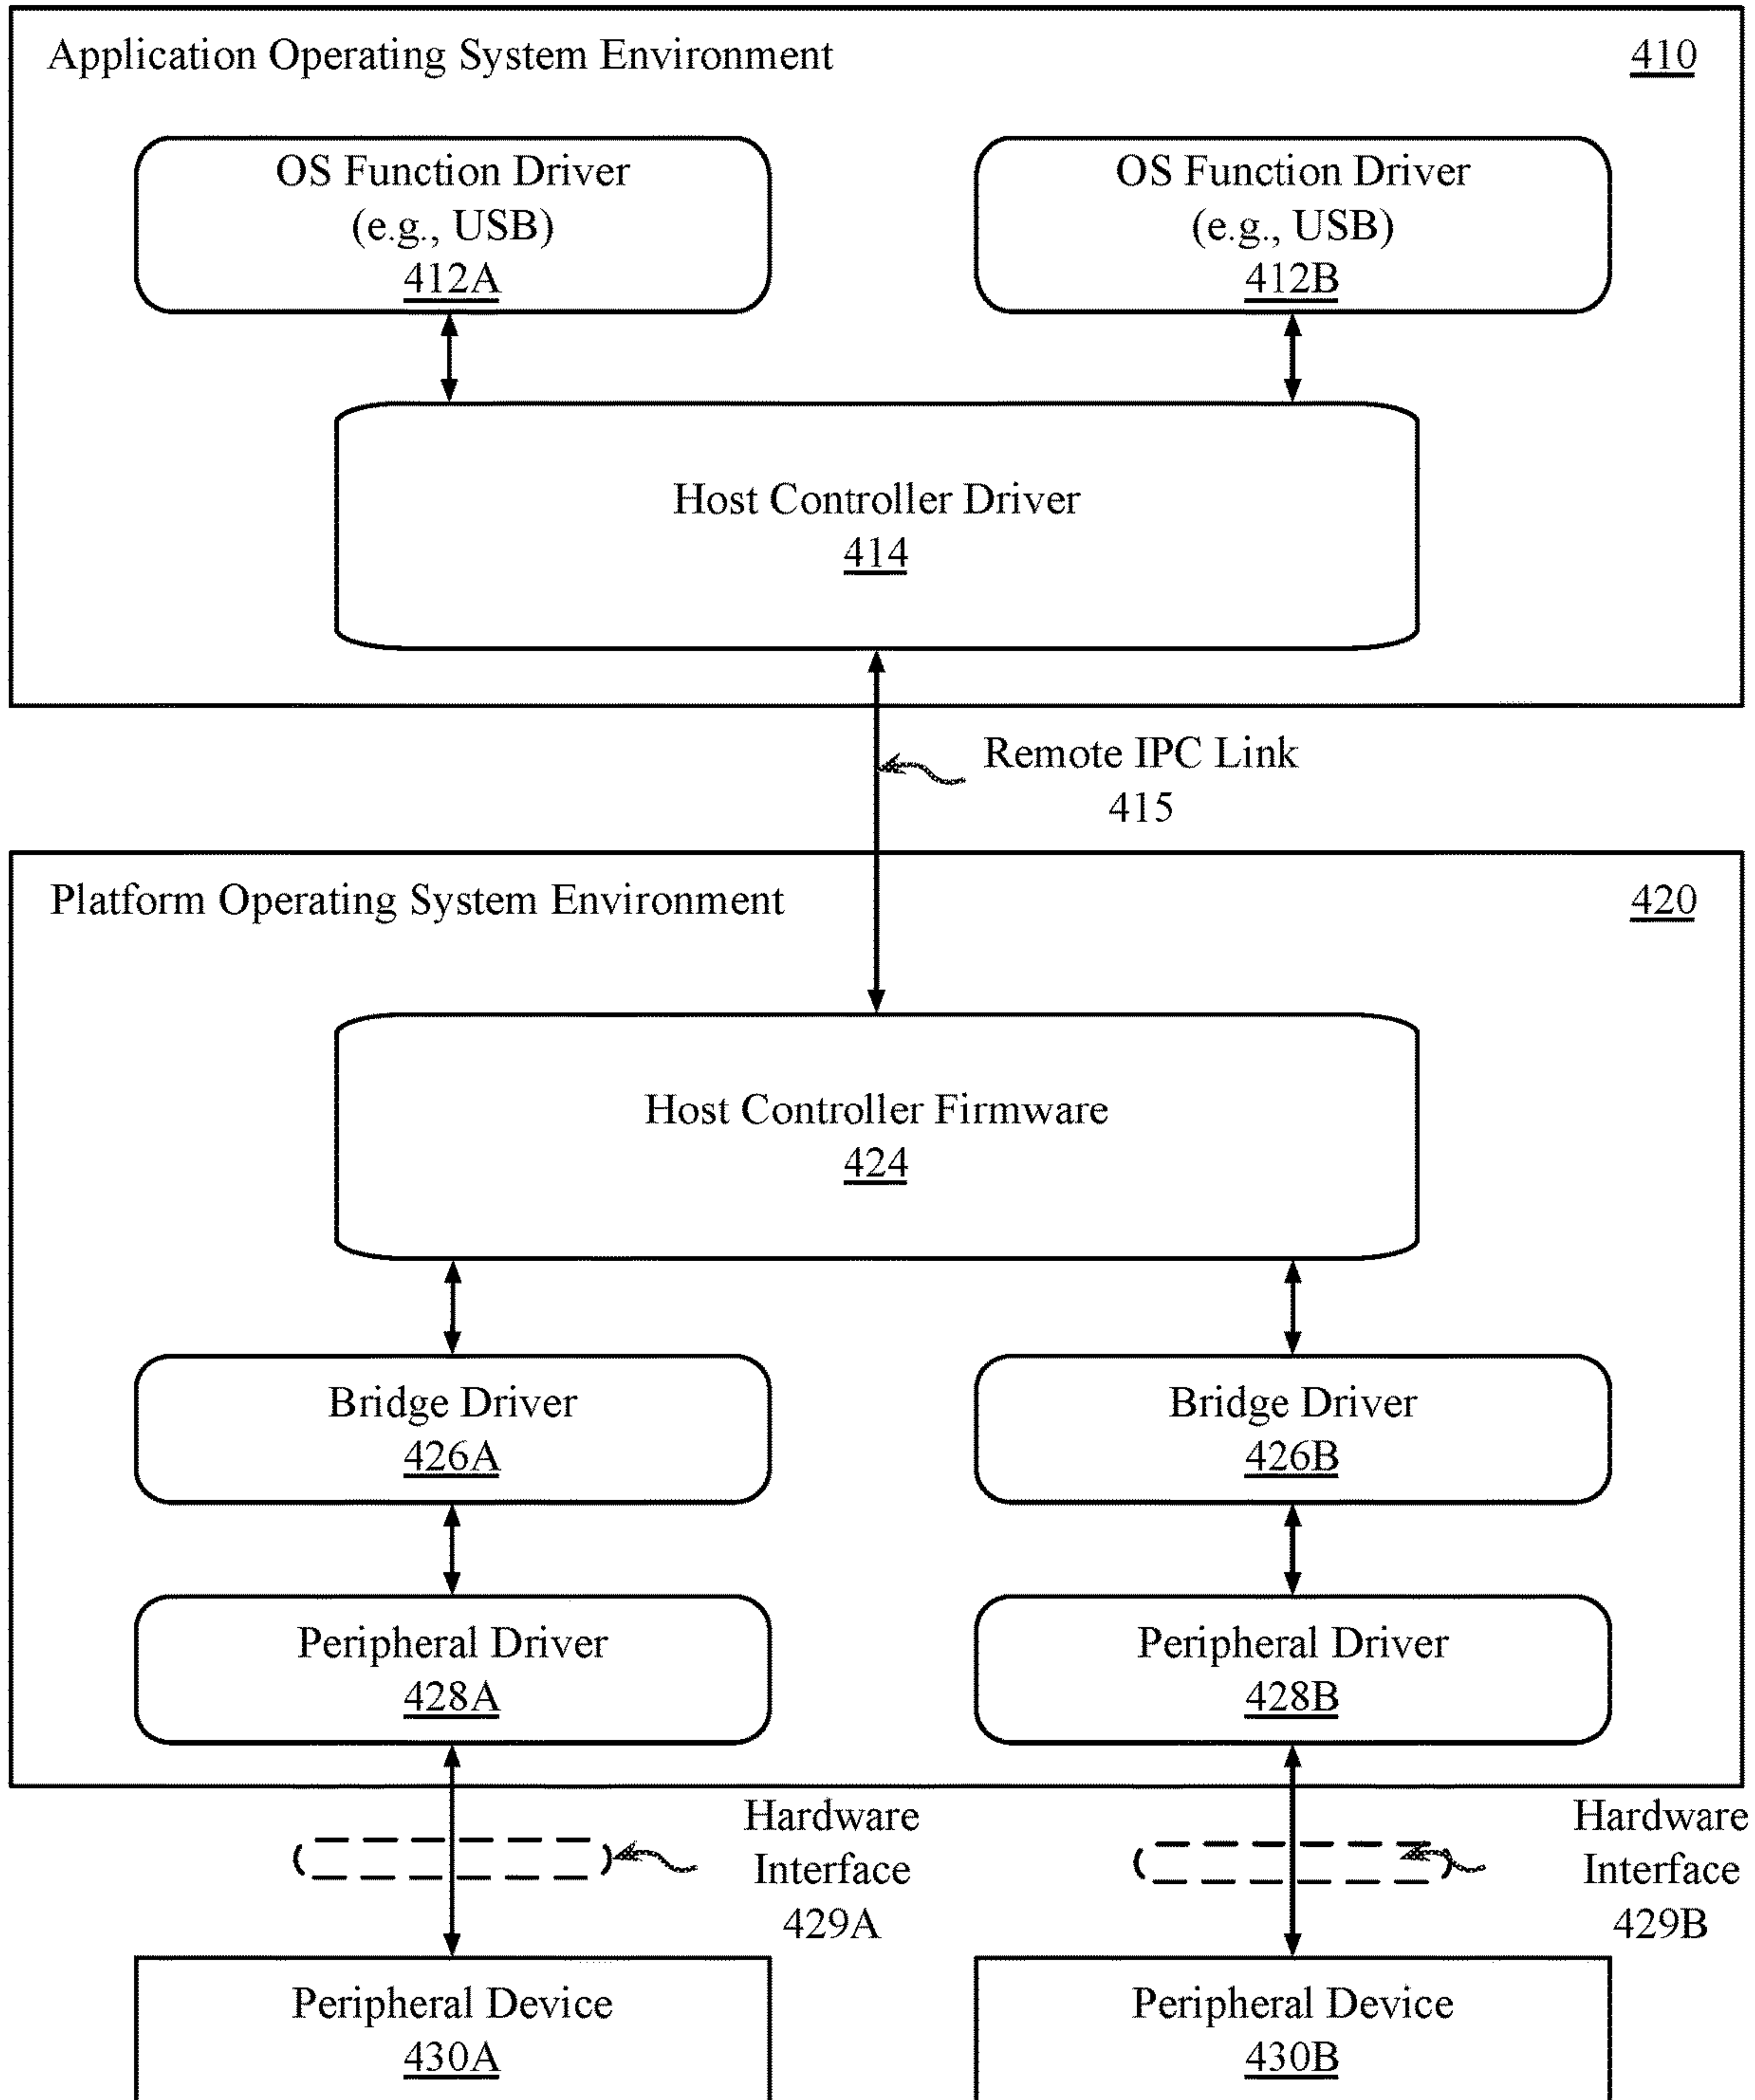 Application Operating System Environment 410
OS Function Driver
(e.g., USB)
412A
OS Function Driver
(e.g., USB)
412B
Host Controller Driver
414
Remote IPC Link
415
Platform Operating System Environment 420
Host Controller Firmware
424
Bridge Driver
426A
Bridge Driver
426B
Peripheral Driver
428A
Peripheral Driver
428B
Hardware
Interface
429A
Hardware
Interface
429B
Peripheral Device
430A
Peripheral Device
430B